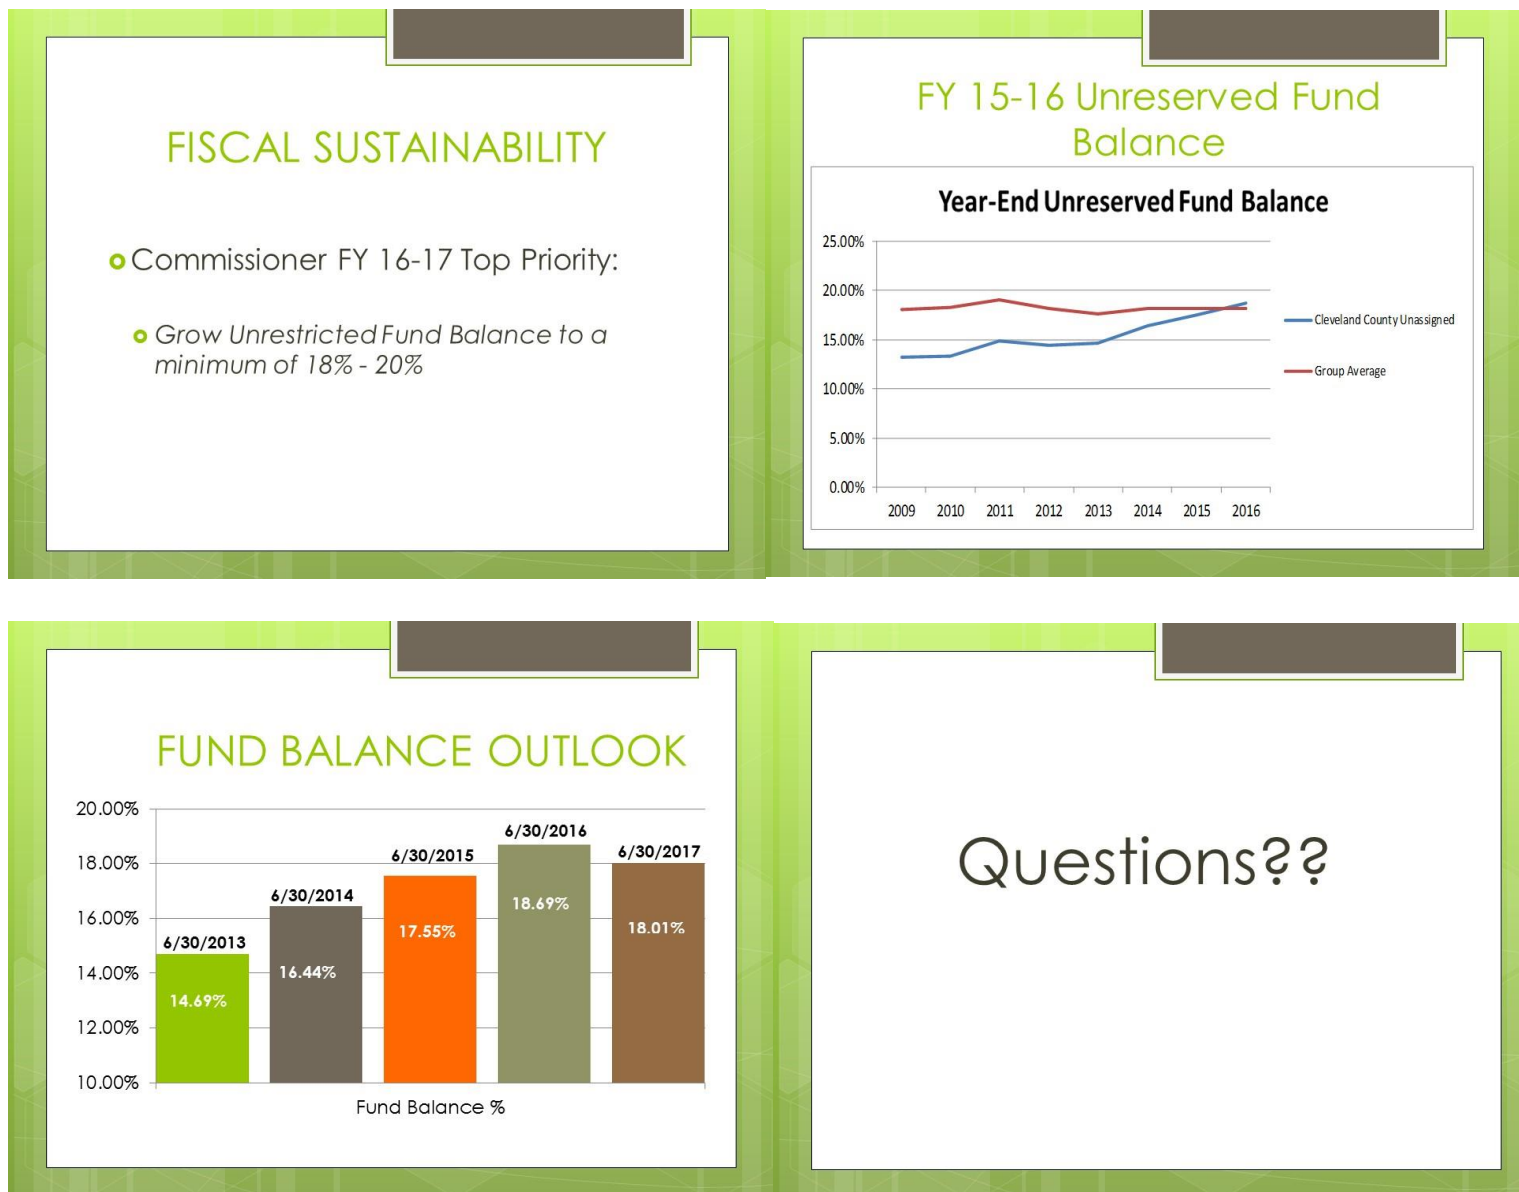 FISCAL SUSTAINABILITY
Commissioner FY 16-17 Top Priority:
Grow Unrestricted Fund Balance to a
minimum of 18% - 20%
FY 15-16 Unreserved Fund
Balance
Year-End Unreserved Fund Balance
25.00%
20.00%
15.00%
10.00%
5.00%
0.00%
2009 2010 2011 2012 2013 2014 2015 2016
Cleveland County Unassigned
Group Average
FUND BALANCE OUTLOOK
20.00%
18.00%
16.00%
14.00%
12.00%
10.00%
6/30/2013
14.69%
6/30/2014
16.44%
6/30/2015
17.55%
6/30/2016
18.69%
6/30/2017
18.01%
Fund Balance %
Questions??